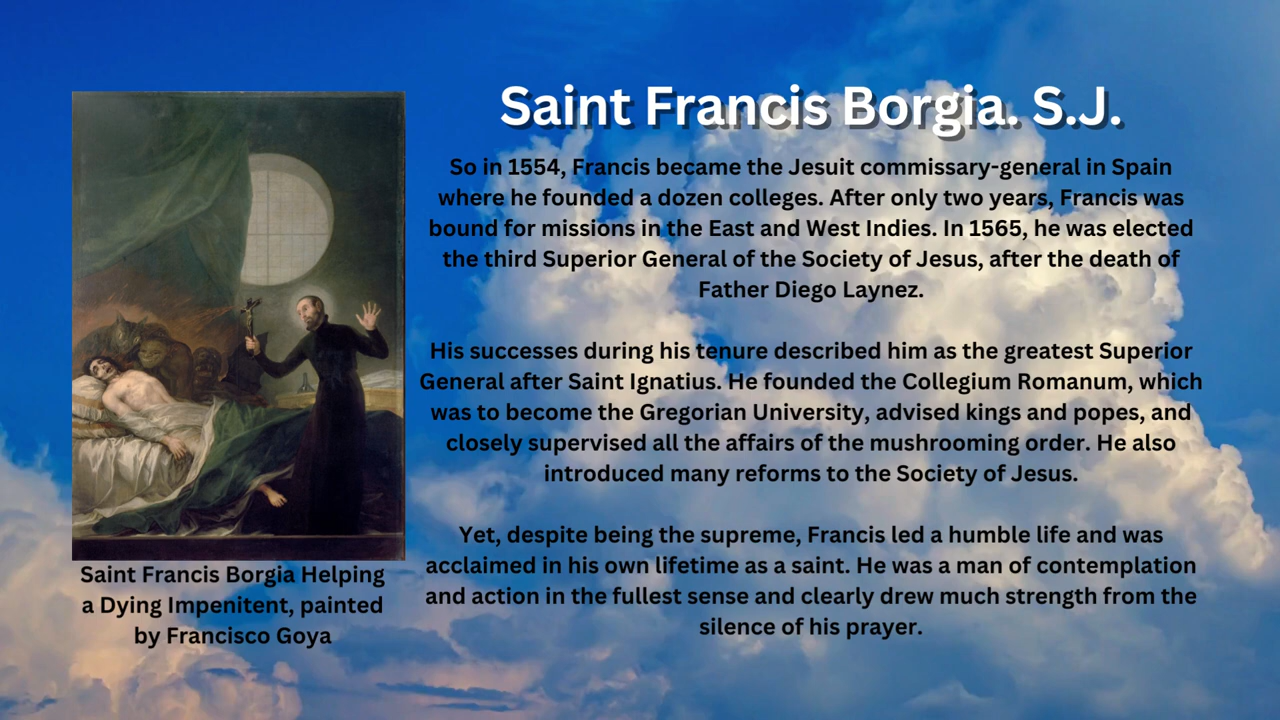 Saint Francis Borgia. S.J.
So in 1554, Francis became the Jesuit commissary-general in Spain
where he founded a dozen colleges. After only two years, Francis was
bound for missions in the East and West Indies. In 1565, he was elected
the third Superior General of the Society of Jesus, after the death of
Father Diego Laynez.
His successes during his tenure described him as the greatest Superior
General after Saint Ignatius. He founded the Collegium Romanum, which
was to become the Gregorian University, advised kings and popes, and
closely supervised all the affairs of the mushrooming order. He also
introduced many reforms to the Society of Jesus.
Yet, despite being the supreme, Francis led a humble life and was
acclaimed in his own lifetime as a saint. He was a man of contemplation
and action in the fullest sense and clearly drew much strength from the
silence of his prayer.
Saint Francis Borgia Helping
a Dying Impenitent, painted
by Francisco Goya